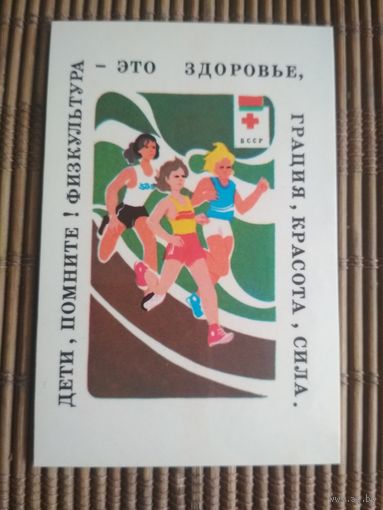 ДЕТИ, ПОМНИТЕ! ФИЗКУЛЬТУРА
– ЭТО ЗДОРОВЬЕ,
ГРАЦИЯ, КРАСОТА, СИЛА.
БССР